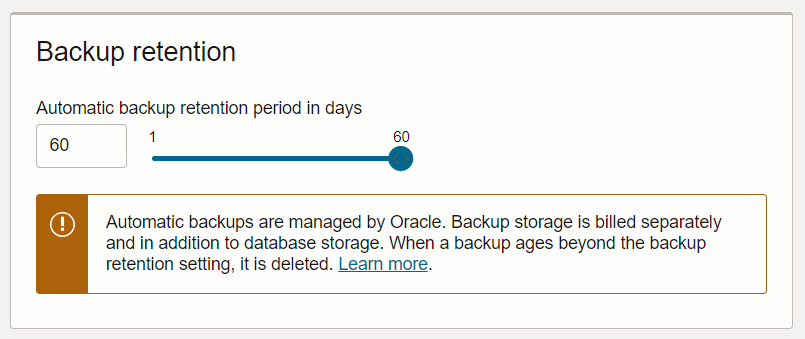 Backup retention
Automatic backup retention period in days
60
1
60
Automatic backups are managed by Oracle. Backup storage is billed separately
and in addition to database storage. When a backup ages beyond the backup
retention setting, it is deleted. Learn more.